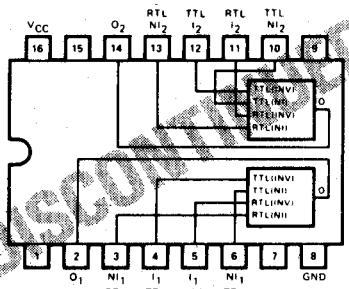 RTL TTL RTL TTL
VCC O2 NI2 I2 I2 NI2
16 15 14 13 12 11 10 9
TTL(INV)
TTL(NI)
RTL(INV)
RTL(NI)
O
TTL(INV)
TTL(NI)
RTL(INV)
RTL(NI)
O
DISCONTINUED
1 2 3 4 5 6 7 8
O1 NI1 I1 I1 NI1 GND